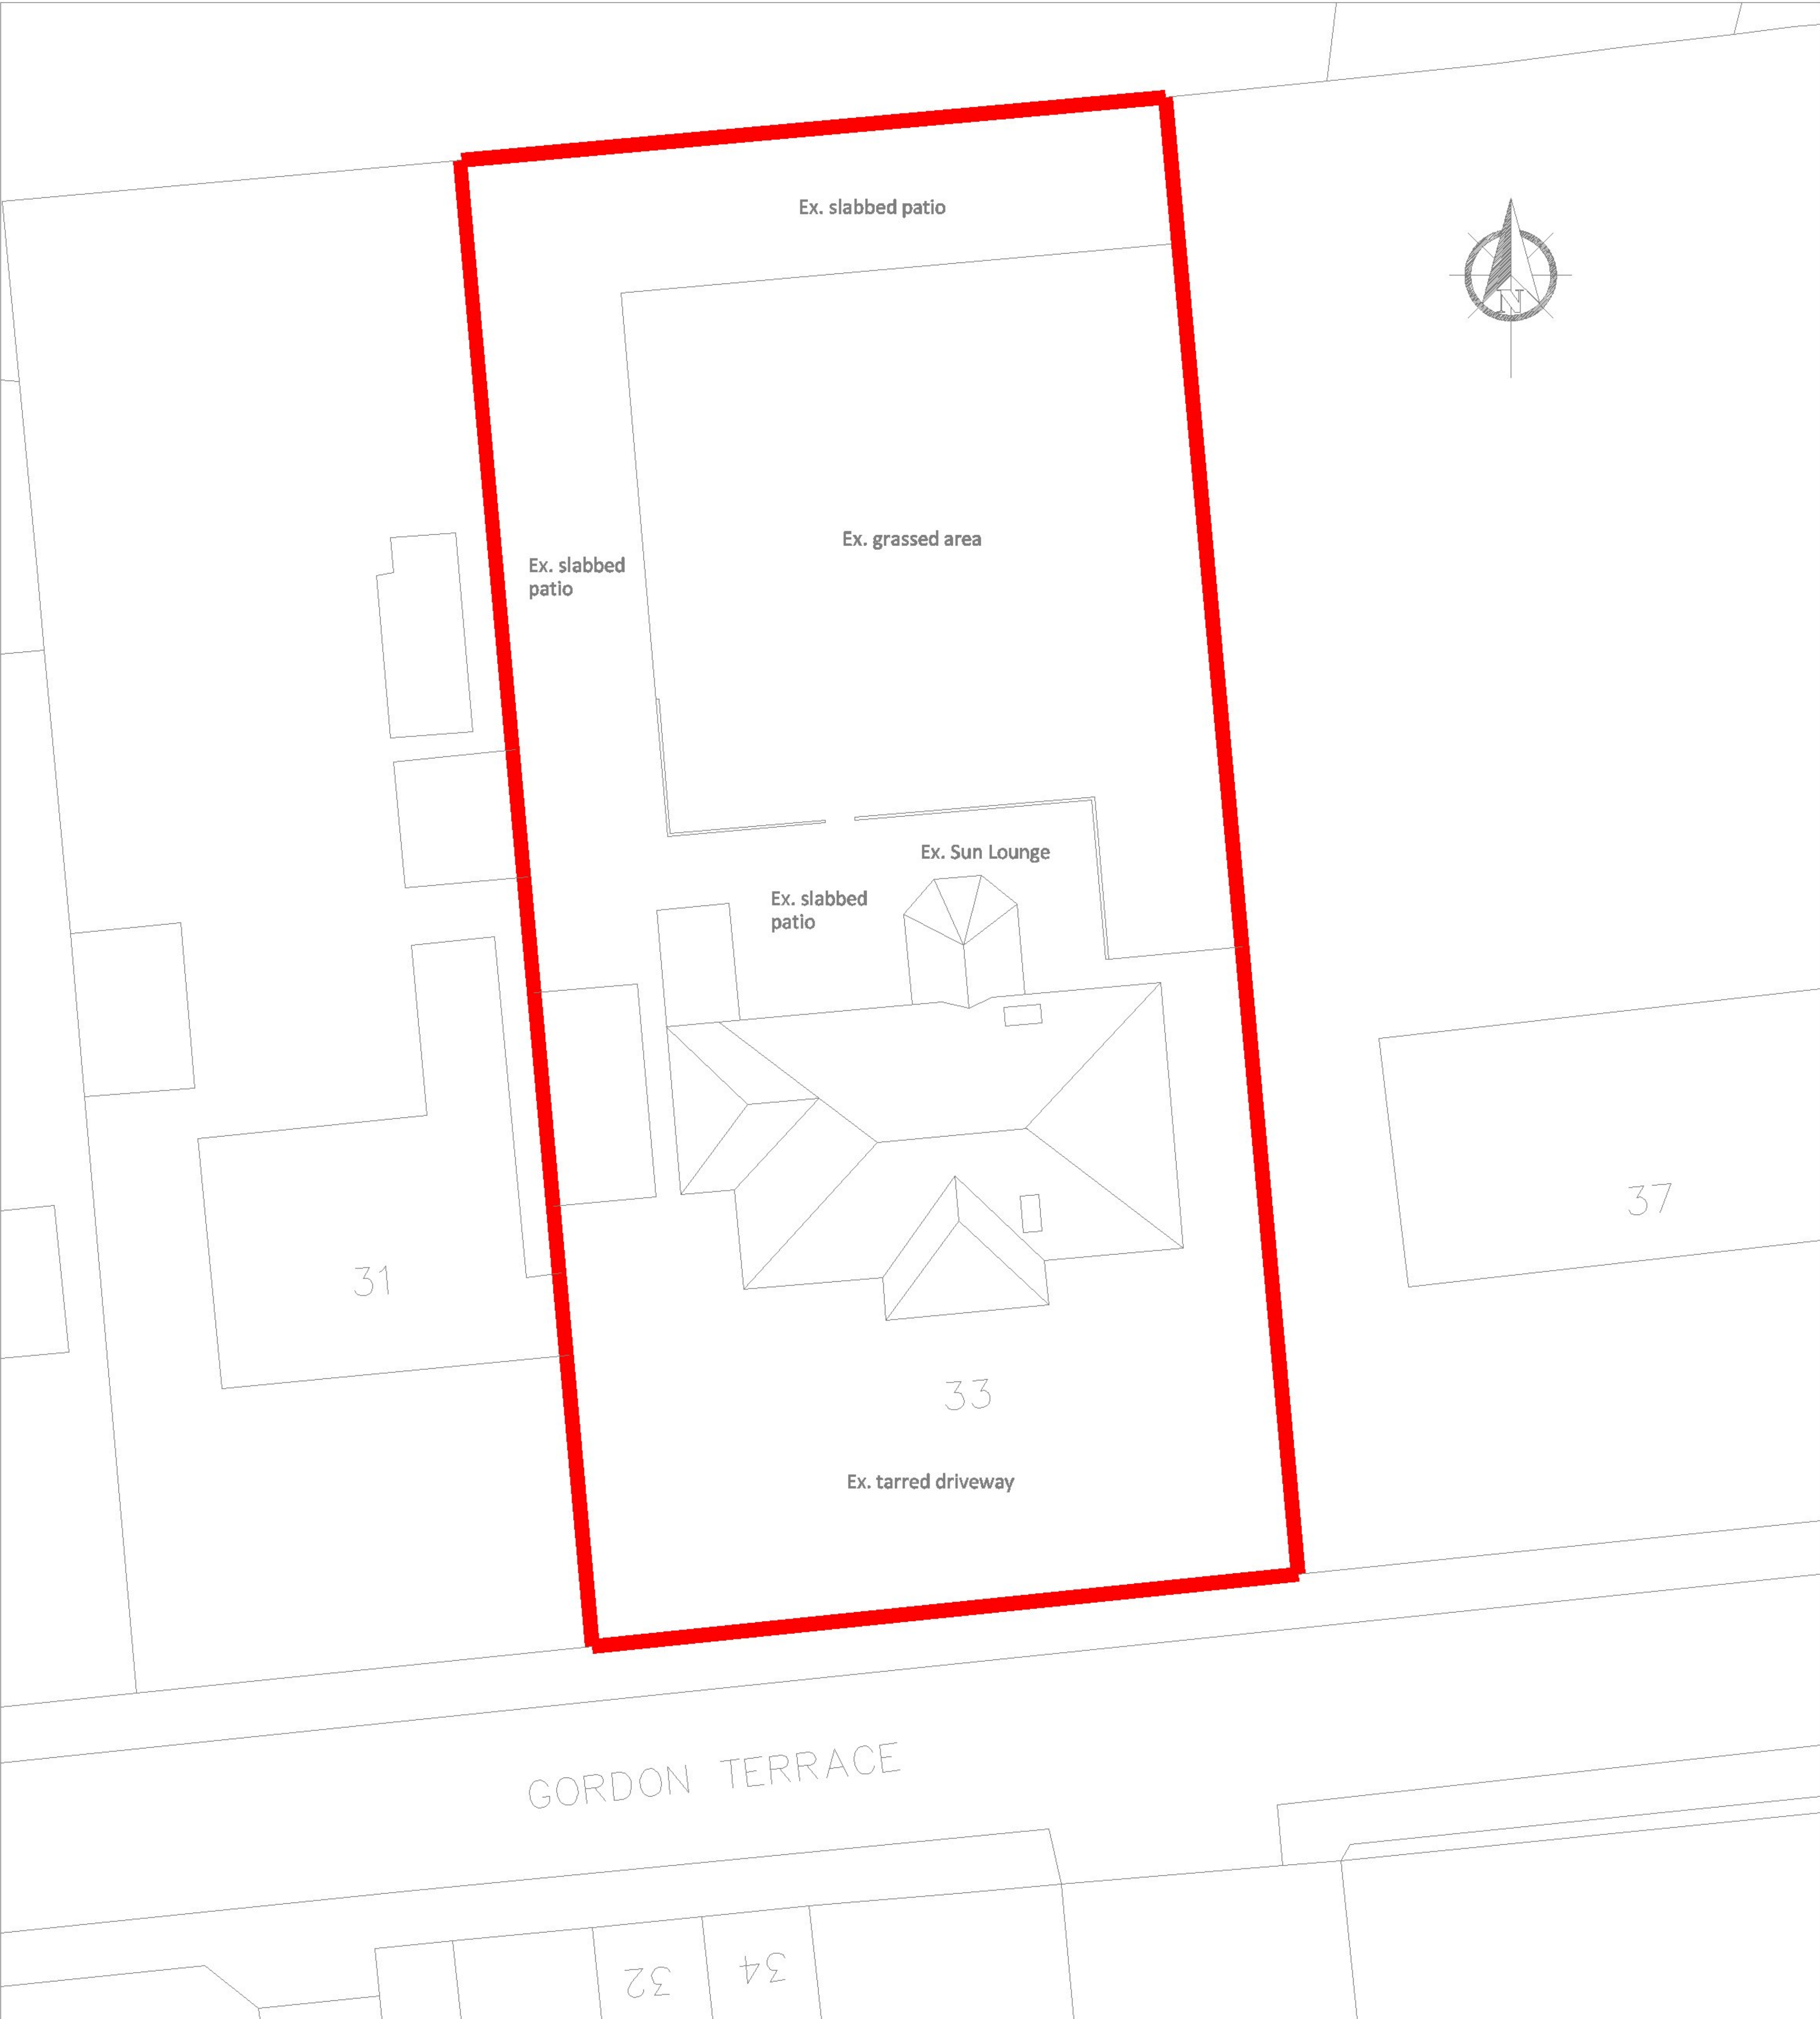 Ex. slabbed patio
N
Ex. grassed area
Ex. slabbed
patio
Ex. Sun Lounge
Ex. slabbed
patio
37
31
33
Ex. tarred driveway
GORDON TERRACE
32
34